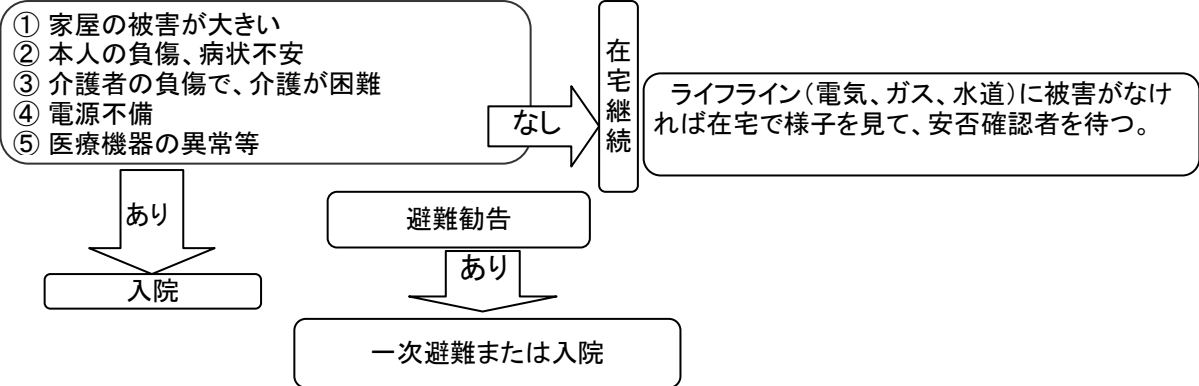 ① 家屋の被害が大きい
② 本人の負傷、病状不安
③ 介護者の負傷で、介護が困難
④ 電源不備
⑤ 医療機器の異常等
なし
在宅継続
ライフライン（電気、ガス、水道）に被害がなけ
れば在宅で様子を見て、安否確認者を待つ。
あり
入院
避難勧告
あり
一次避難または入院